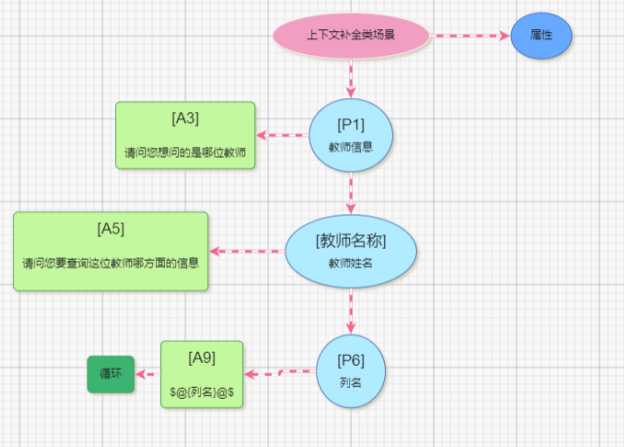 上下文补全类场景
属性
[P1]
教师信息
[A3]
请问您想问的是哪位教师
[教师名称]
教师姓名
[A5]
请问您要查询这位教师哪方面的信息
[P6]
列名
[A9]
$@{列名}@$
循环